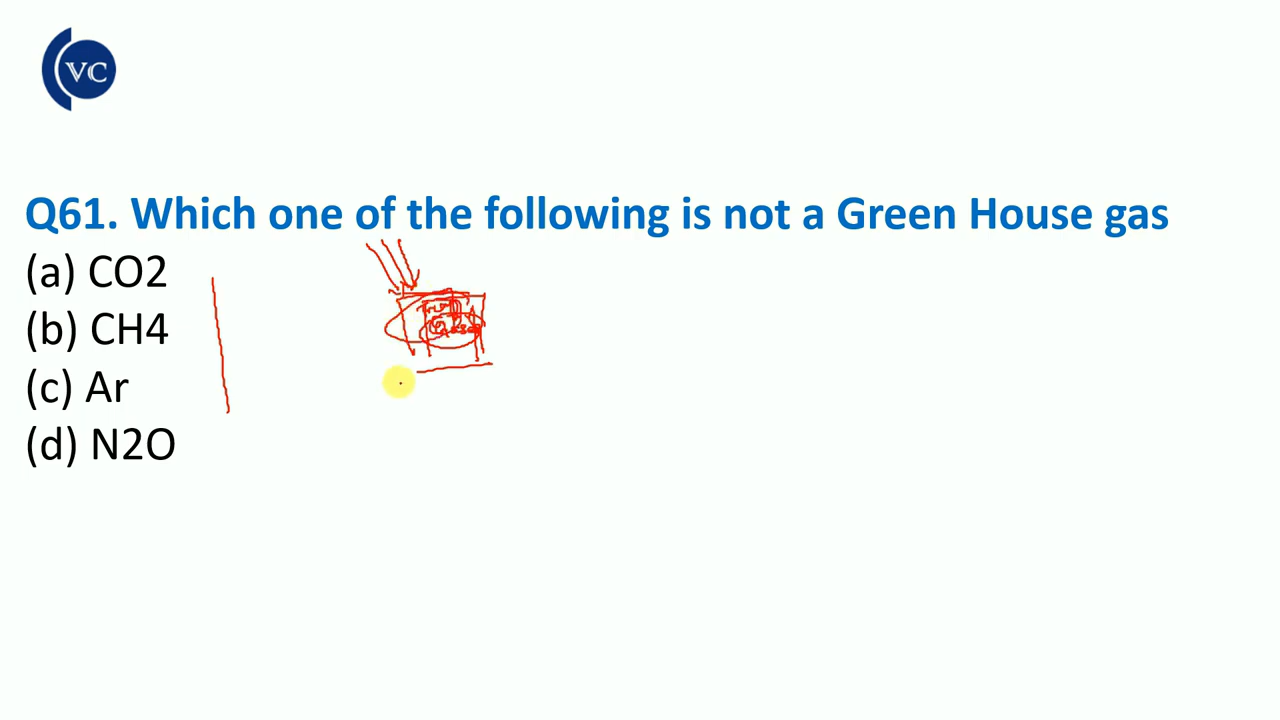 VC
Q61. Which one of the following is not a Green House gas
(a) CO2
(b) CH4
(c) Ar
(d) N2O